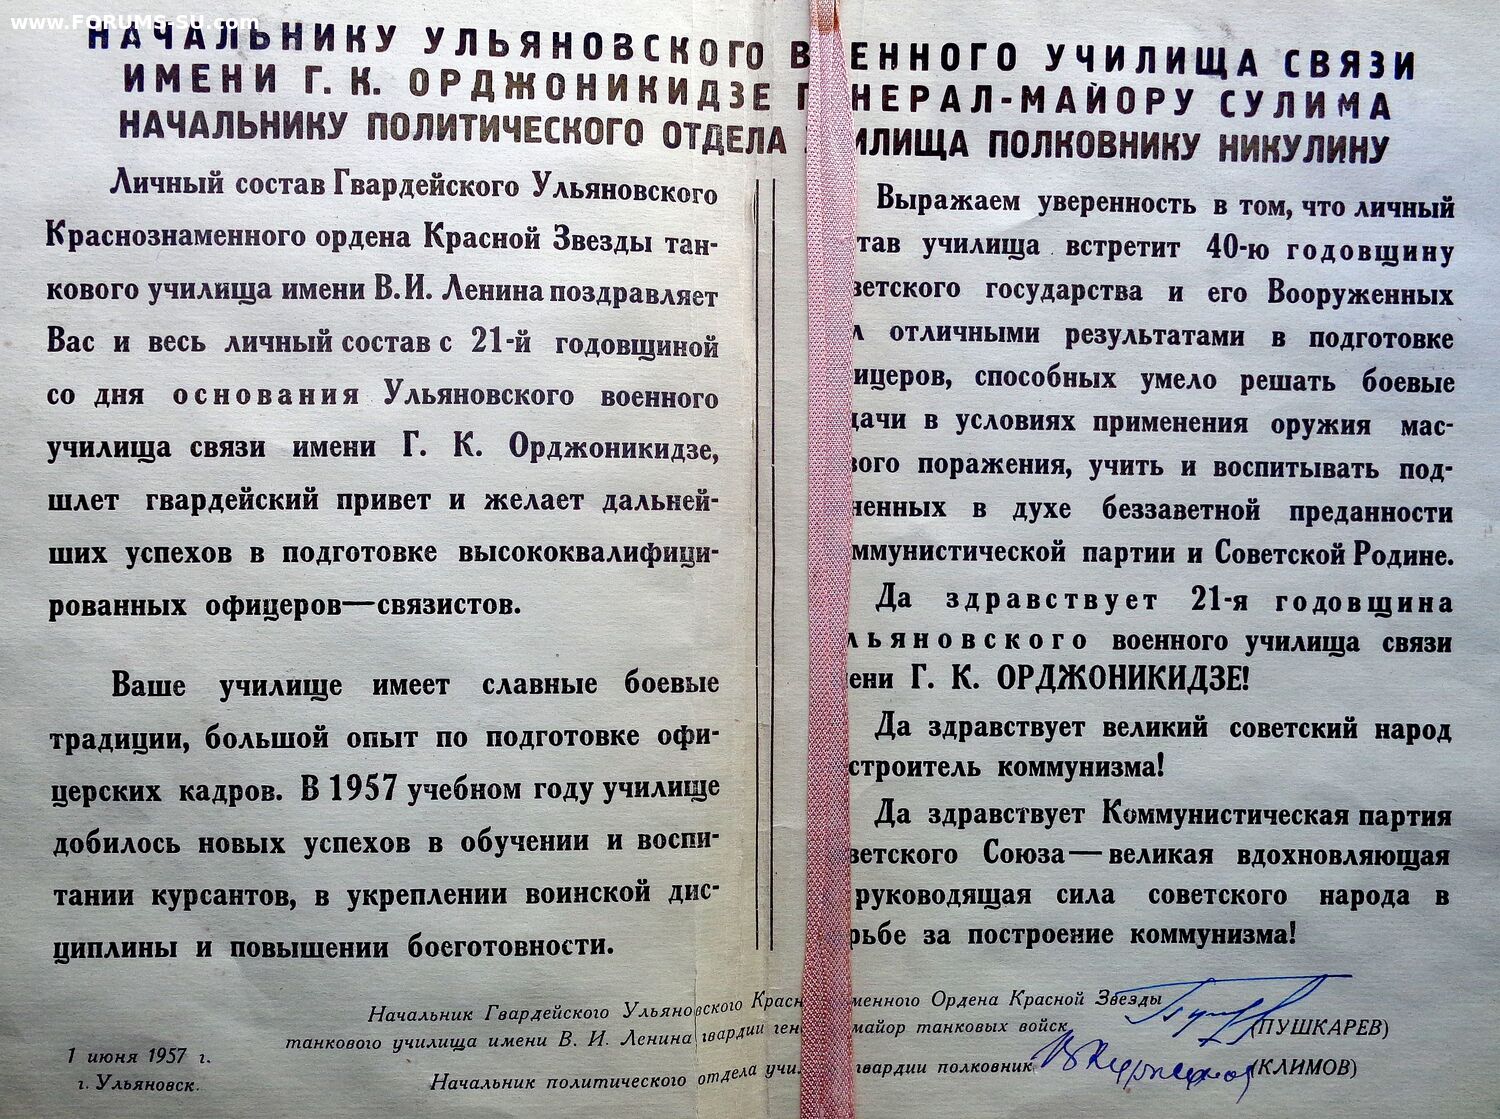 www.FORUMS-SU.com
НАЧАЛЬНИКУ УЛЬЯНОВСКОГО В ЕННОГО УЧИЛИЩА СВЯЗИ
ИМЕНИ Г. К. ОРДЖОНИКИДЗЕ Г НЕРАЛ-МАЙОРУ СУЛИМА
НАЧАЛЬНИКУ ПОЛИТИЧЕСКОГО ОТДЕЛА ИЛИЩА ПОЛКОВНИКУ НИКУЛИНУ
Личный состав Гвардейского Ульяновского
Краснознаменного ордена Красной Звезды тан-
кового училища имени В.И. Ленина поздравляет
Вас и весь личный состав с 21-й годовщиной
со дня основания Ульяновского военного
училища связи имени Г. К. Орджоникидзе,
шлет гвардейский привет и желает дальней-
ших успехов в подготовке высококвалифици-
рованных офицеров—связистов.
Ваше училище имеет славные боевые
традиции, большой опыт по подготовке офи-
церских кадров. В 1957 учебном году училище
добилось новых успехов в обучении и воспи-
тании курсантов, в укреплении воинской дис-
циплины и повышении боеготовности.
Выражаем уверенность в том, что личный
тав училища встретит 40-ю годовщину
ветского государства и его Вооруженных
л отличными результатами в подготовке
ицеров, способных умело решать боевые
дачи в условиях применения оружия мас-
вого поражения, учить и воспитывать под-
ненных в духе беззаветной преданности
ммунистической партии и Советской Родине.
Да здравствует 21-я годовщина
льяновского военного училища связи
ени Г. К. ОРДЖОНИКИДЗЕ!
Да здравствует великий советский народ
строитель коммунизма!
Да здравствует Коммунистическая партия
ветского Союза—великая вдохновляющая
руководящая сила советского народа в
рьбе за построение коммунизма!
Начальник Гвардейского Ульяновского Красн менного Ордена Красной Звезды
танкового училища имени В. И. Ленина гвардии ген майор танковых войск (ПУШКАРЕВ)
Начальник политического отдела учи гвардии полковник (КЛИМОВ)
1 июня 1957 г.
г. Ульяновск.